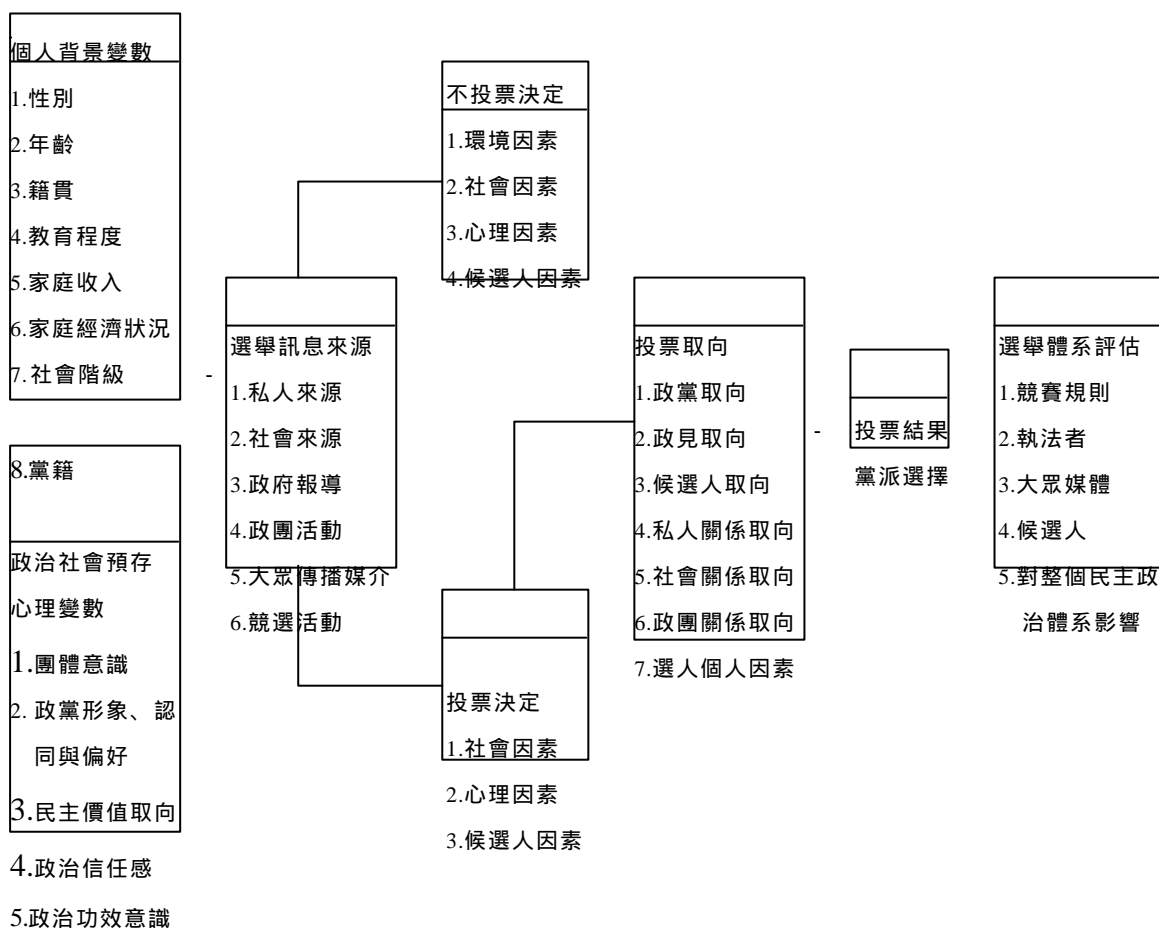 個人背景變數
1.性別
2.年齡
3.籍貫
4.教育程度
5.家庭收入
6.家庭經濟狀況
7.社會階級
8.黨籍
政治社會預存
心理變數
1.團體意識
2. 政黨形象、認
同與偏好
3.民主價值取向
4.政治信任感
5.政治功效意識
-
選舉訊息來源
1.私人來源
2.社會來源
3.政府報導
4.政團活動
5.大眾傳播媒介
6.競選活動
不投票決定
1.環境因素
2.社會因素
3.心理因素
4.候選人因素
投票決定
1.社會因素
2.心理因素
3.候選人因素
投票取向
1.政黨取向
2.政見取向
3.候選人取向
4.私人關係取向
5.社會關係取向
6.政團關係取向
7.選人個人因素
-
投票結果
黨派選擇
選舉體系評估
1.競賽規則
2.執法者
3.大眾媒體
4.候選人
5.對整個民主政
治體系影響